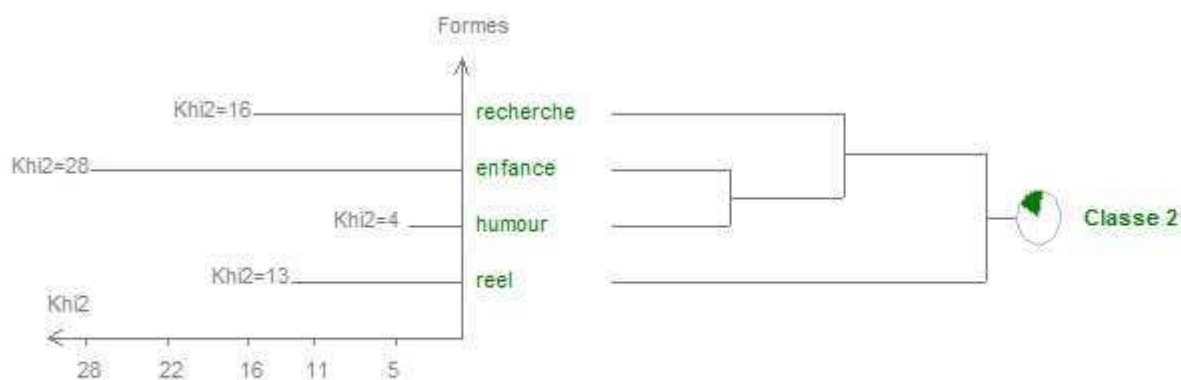 Formes
Khi2=16 recherche
Khi2=28 enfance
Khi2=4 humour
Classe 2
Khi2=13 reel
Khi2
28 22 16 11 5